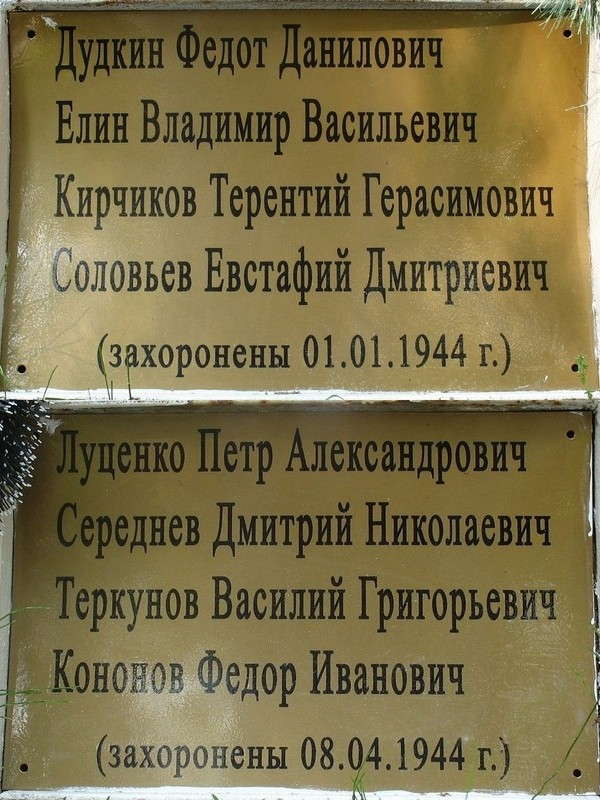 Дудкин Федот Данилович
Елин Владимир Васильевич
Кирчиков Терентий Герасимович
Соловьев Евстафий Дмитриевич
(захоронены 01.01.1944 г.)
Луценко Петр Александрович
Середнев Дмитрий Николаевич
Теркунов Василий Григорьевич
Кононов Федор Иванович
(захоронены 08.04.1944 г.)